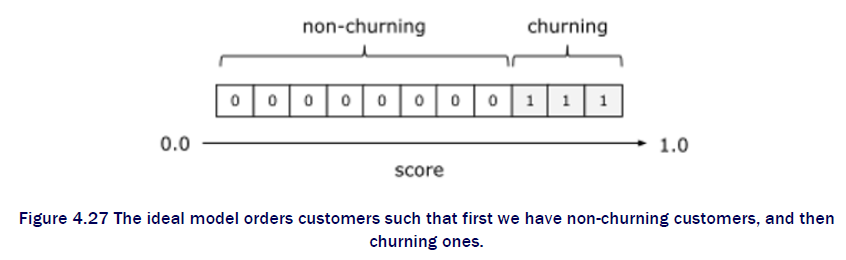 non-churning churning
0 0 0 0 0 0 0 0 1 1 1
0.0 1.0
score
Figure 4.27 The ideal model orders customers such that first we have non-churning customers, and then
churning ones.